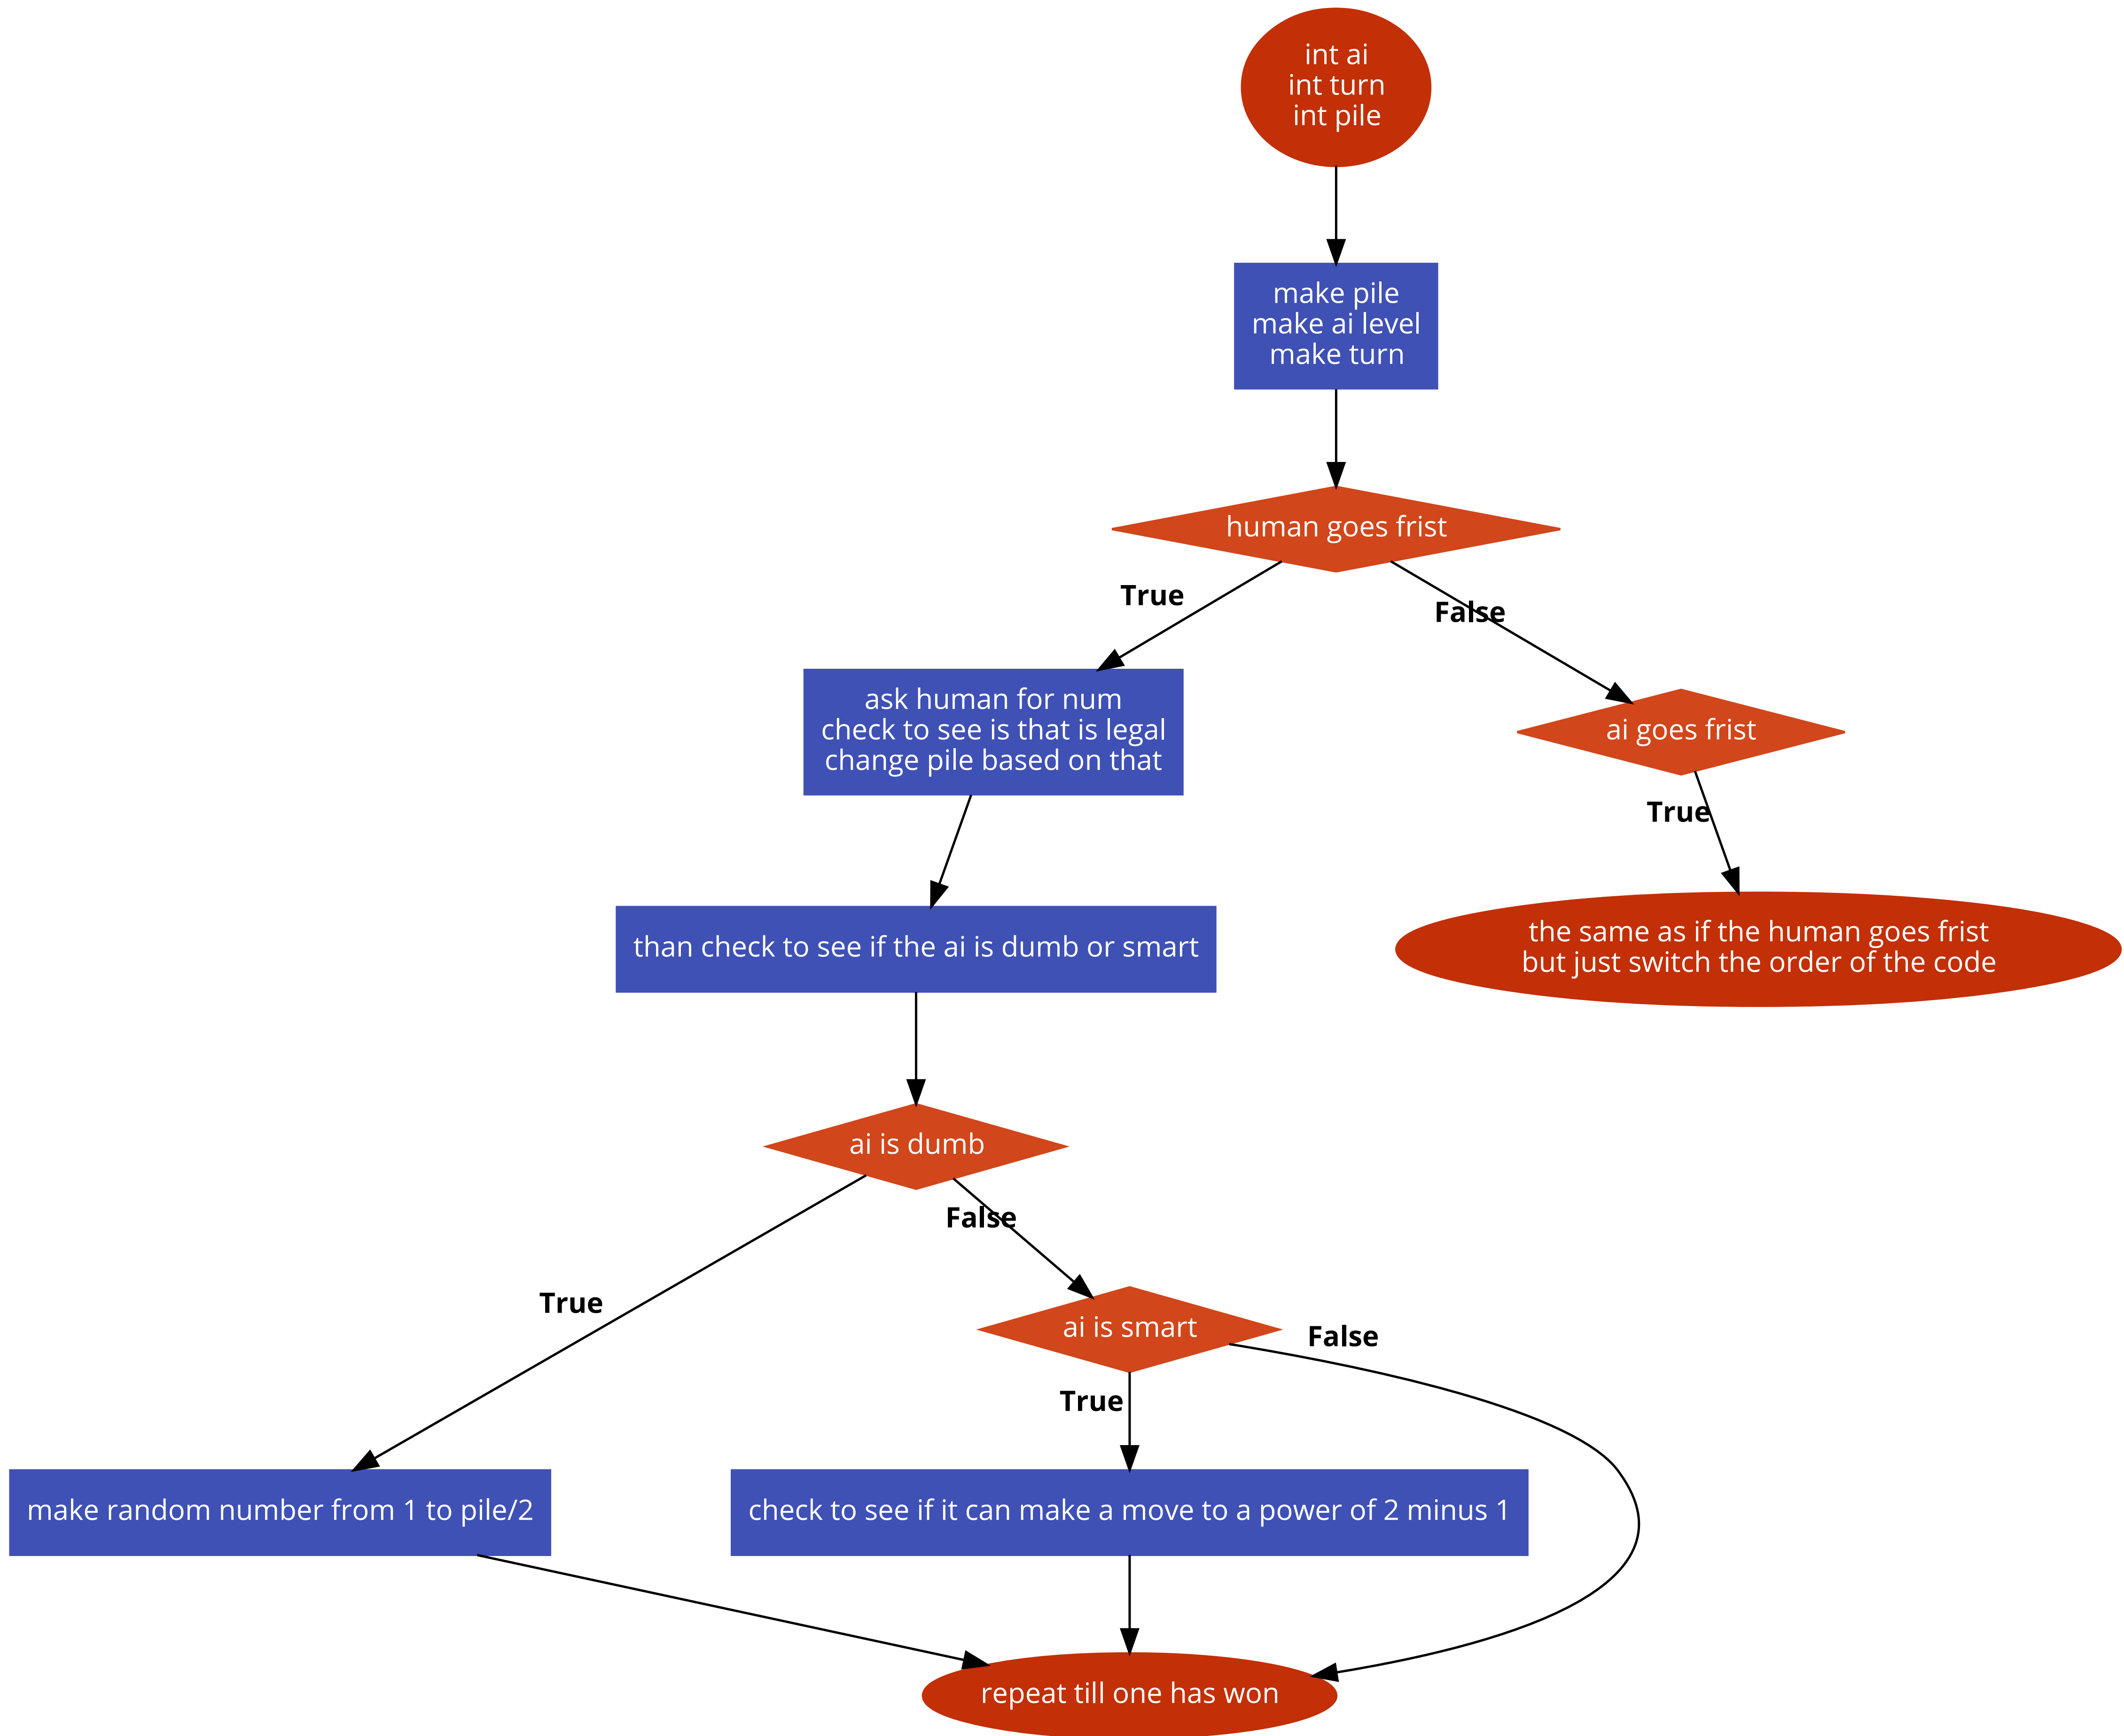 int ai
int turn
int pile
make pile
make ai level
make turn
human goes frist
True
False
ask human for num
check to see is that is legal
change pile based on that
ai goes frist
True
than check to see if the ai is dumb or smart
the same as if the human goes frist
but just switch the order of the code
ai is dumb
False
True
ai is smart
False
True
make random number from 1 to pile/2
check to see if it can make a move to a power of 2 minus 1
repeat till one has won